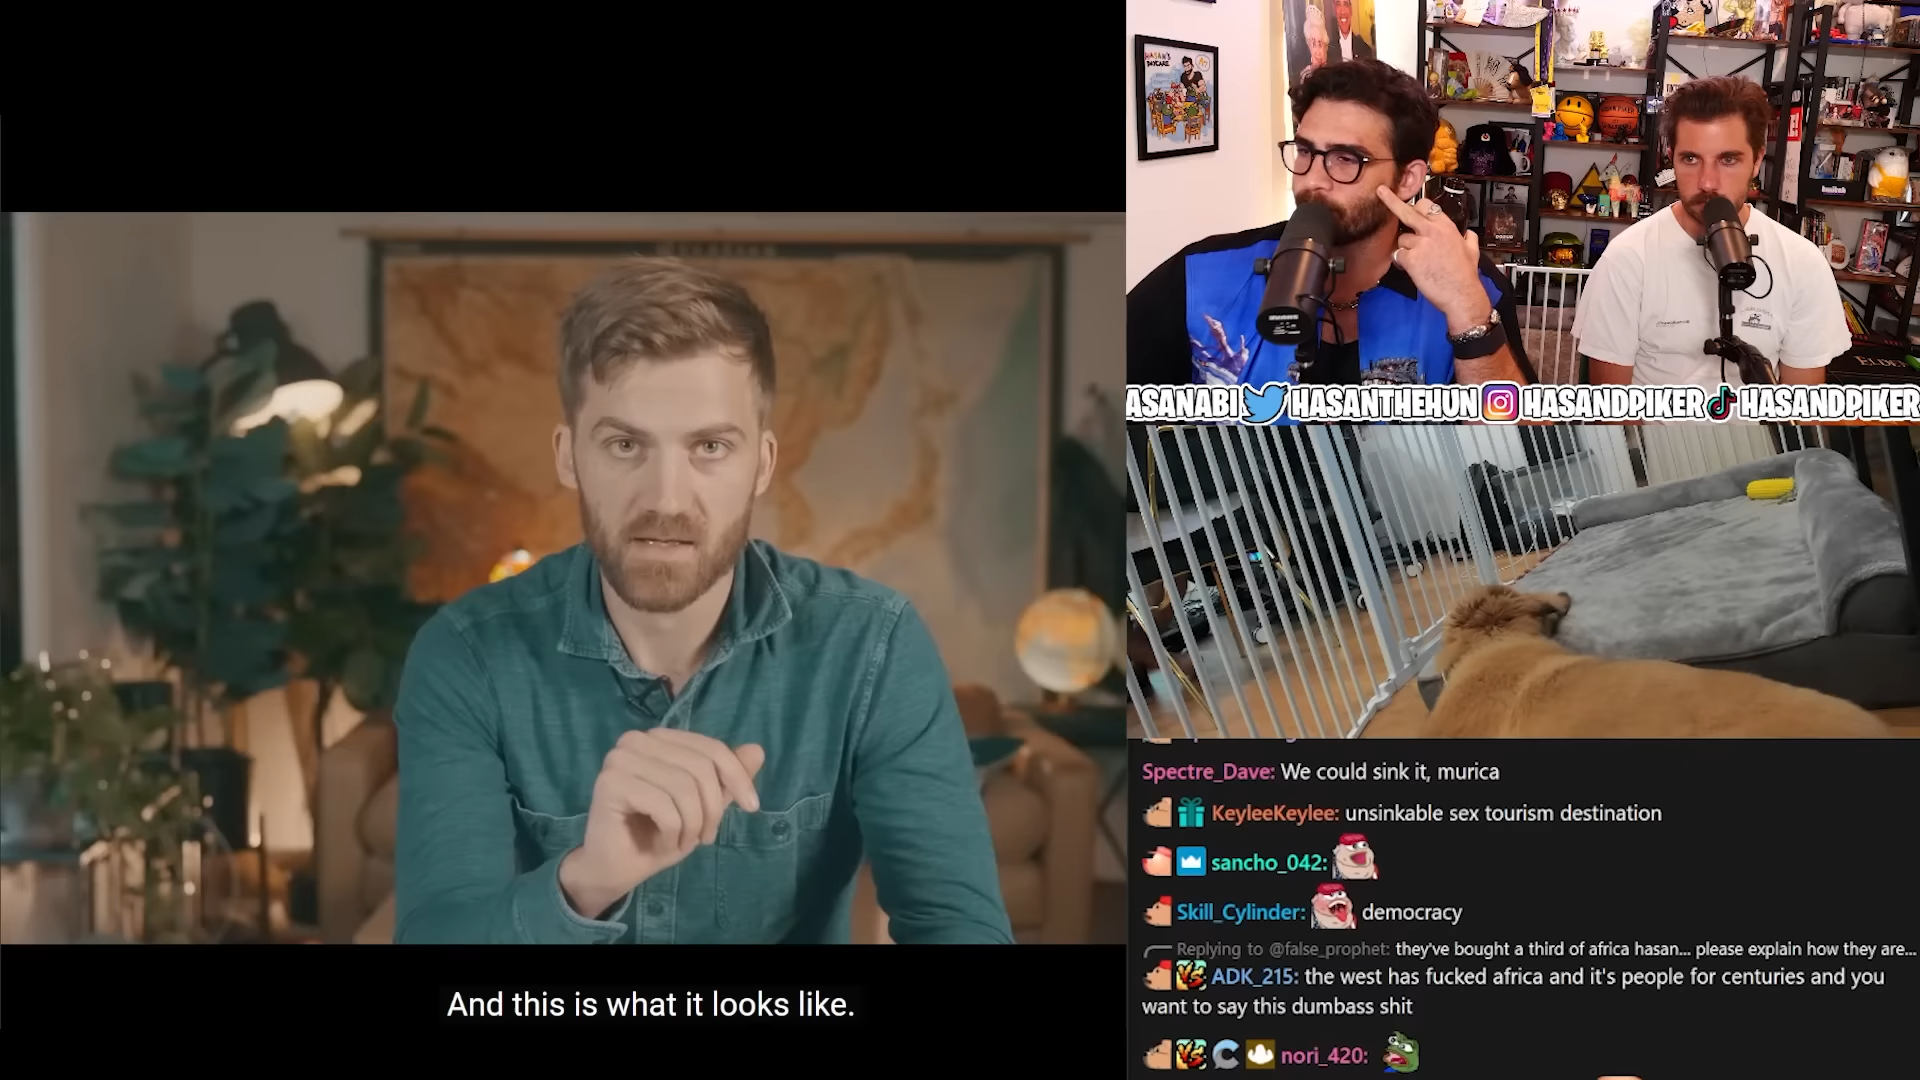 And this is what it looks like.
HASAN'S
DAYCARE
ASANABI HASANTHEHUN HASANDPIKER HASANDPIKER
Spectre_Dave: We could sink it, murica
KeyleeKeylee: unsinkable sex tourism destination
sancho_042:
Skill_Cylinder: democracy
Replying to @false_prophet: they've bought a third of africa hasan... please explain how they are...
ADK_215: the west has fucked africa and it's people for centuries and you
want to say this dumbass shit
nori_420: